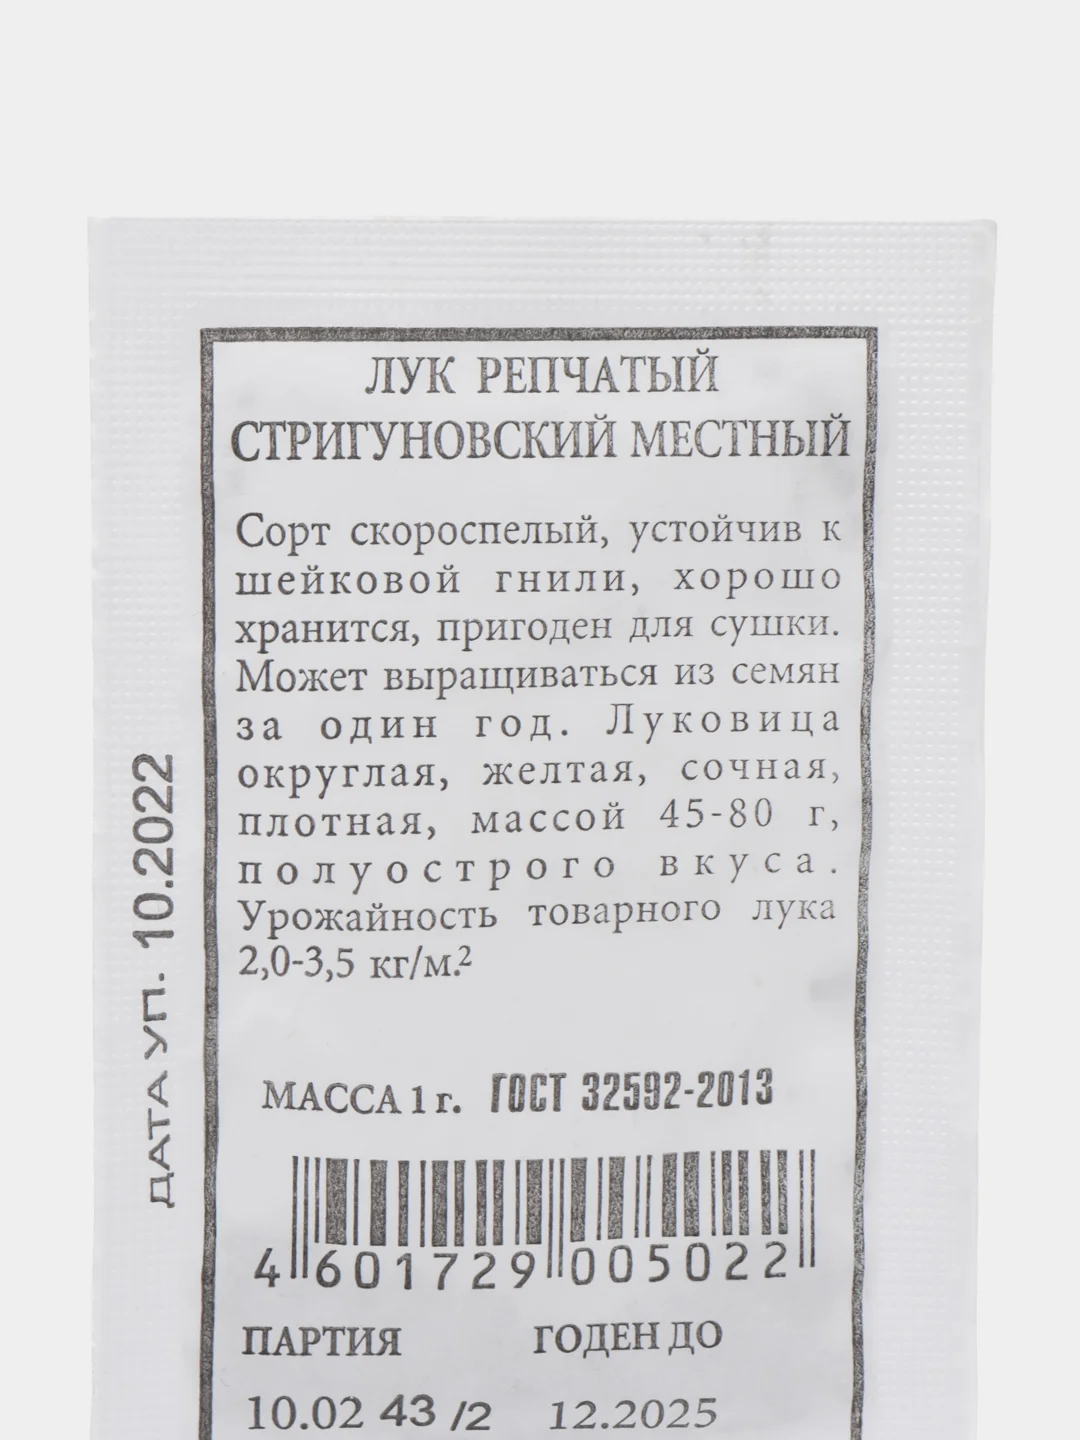 ЛУК РЕПЧАТЫЙ
СТРИГУНОВСКИЙ МЕСТНЫЙ
Сорт скороспелый, устойчив к
шейковой гнили, хорошо
хранится, пригоден для сушки.
Может выращиваться из семян
за один год. Луковица
округлая, желтая, сочная,
плотная, массой 45-80 г,
полуострого вкуса.
Урожайность товарного лука
2,0-3,5 кг/м.²
МАССА 1 г. ГОСТ 32592-2013
4 601729 005022
ПАРТИЯ ГОДЕН ДО
10.02 43 /2 12.2025
ДАТА УП. 10.2022